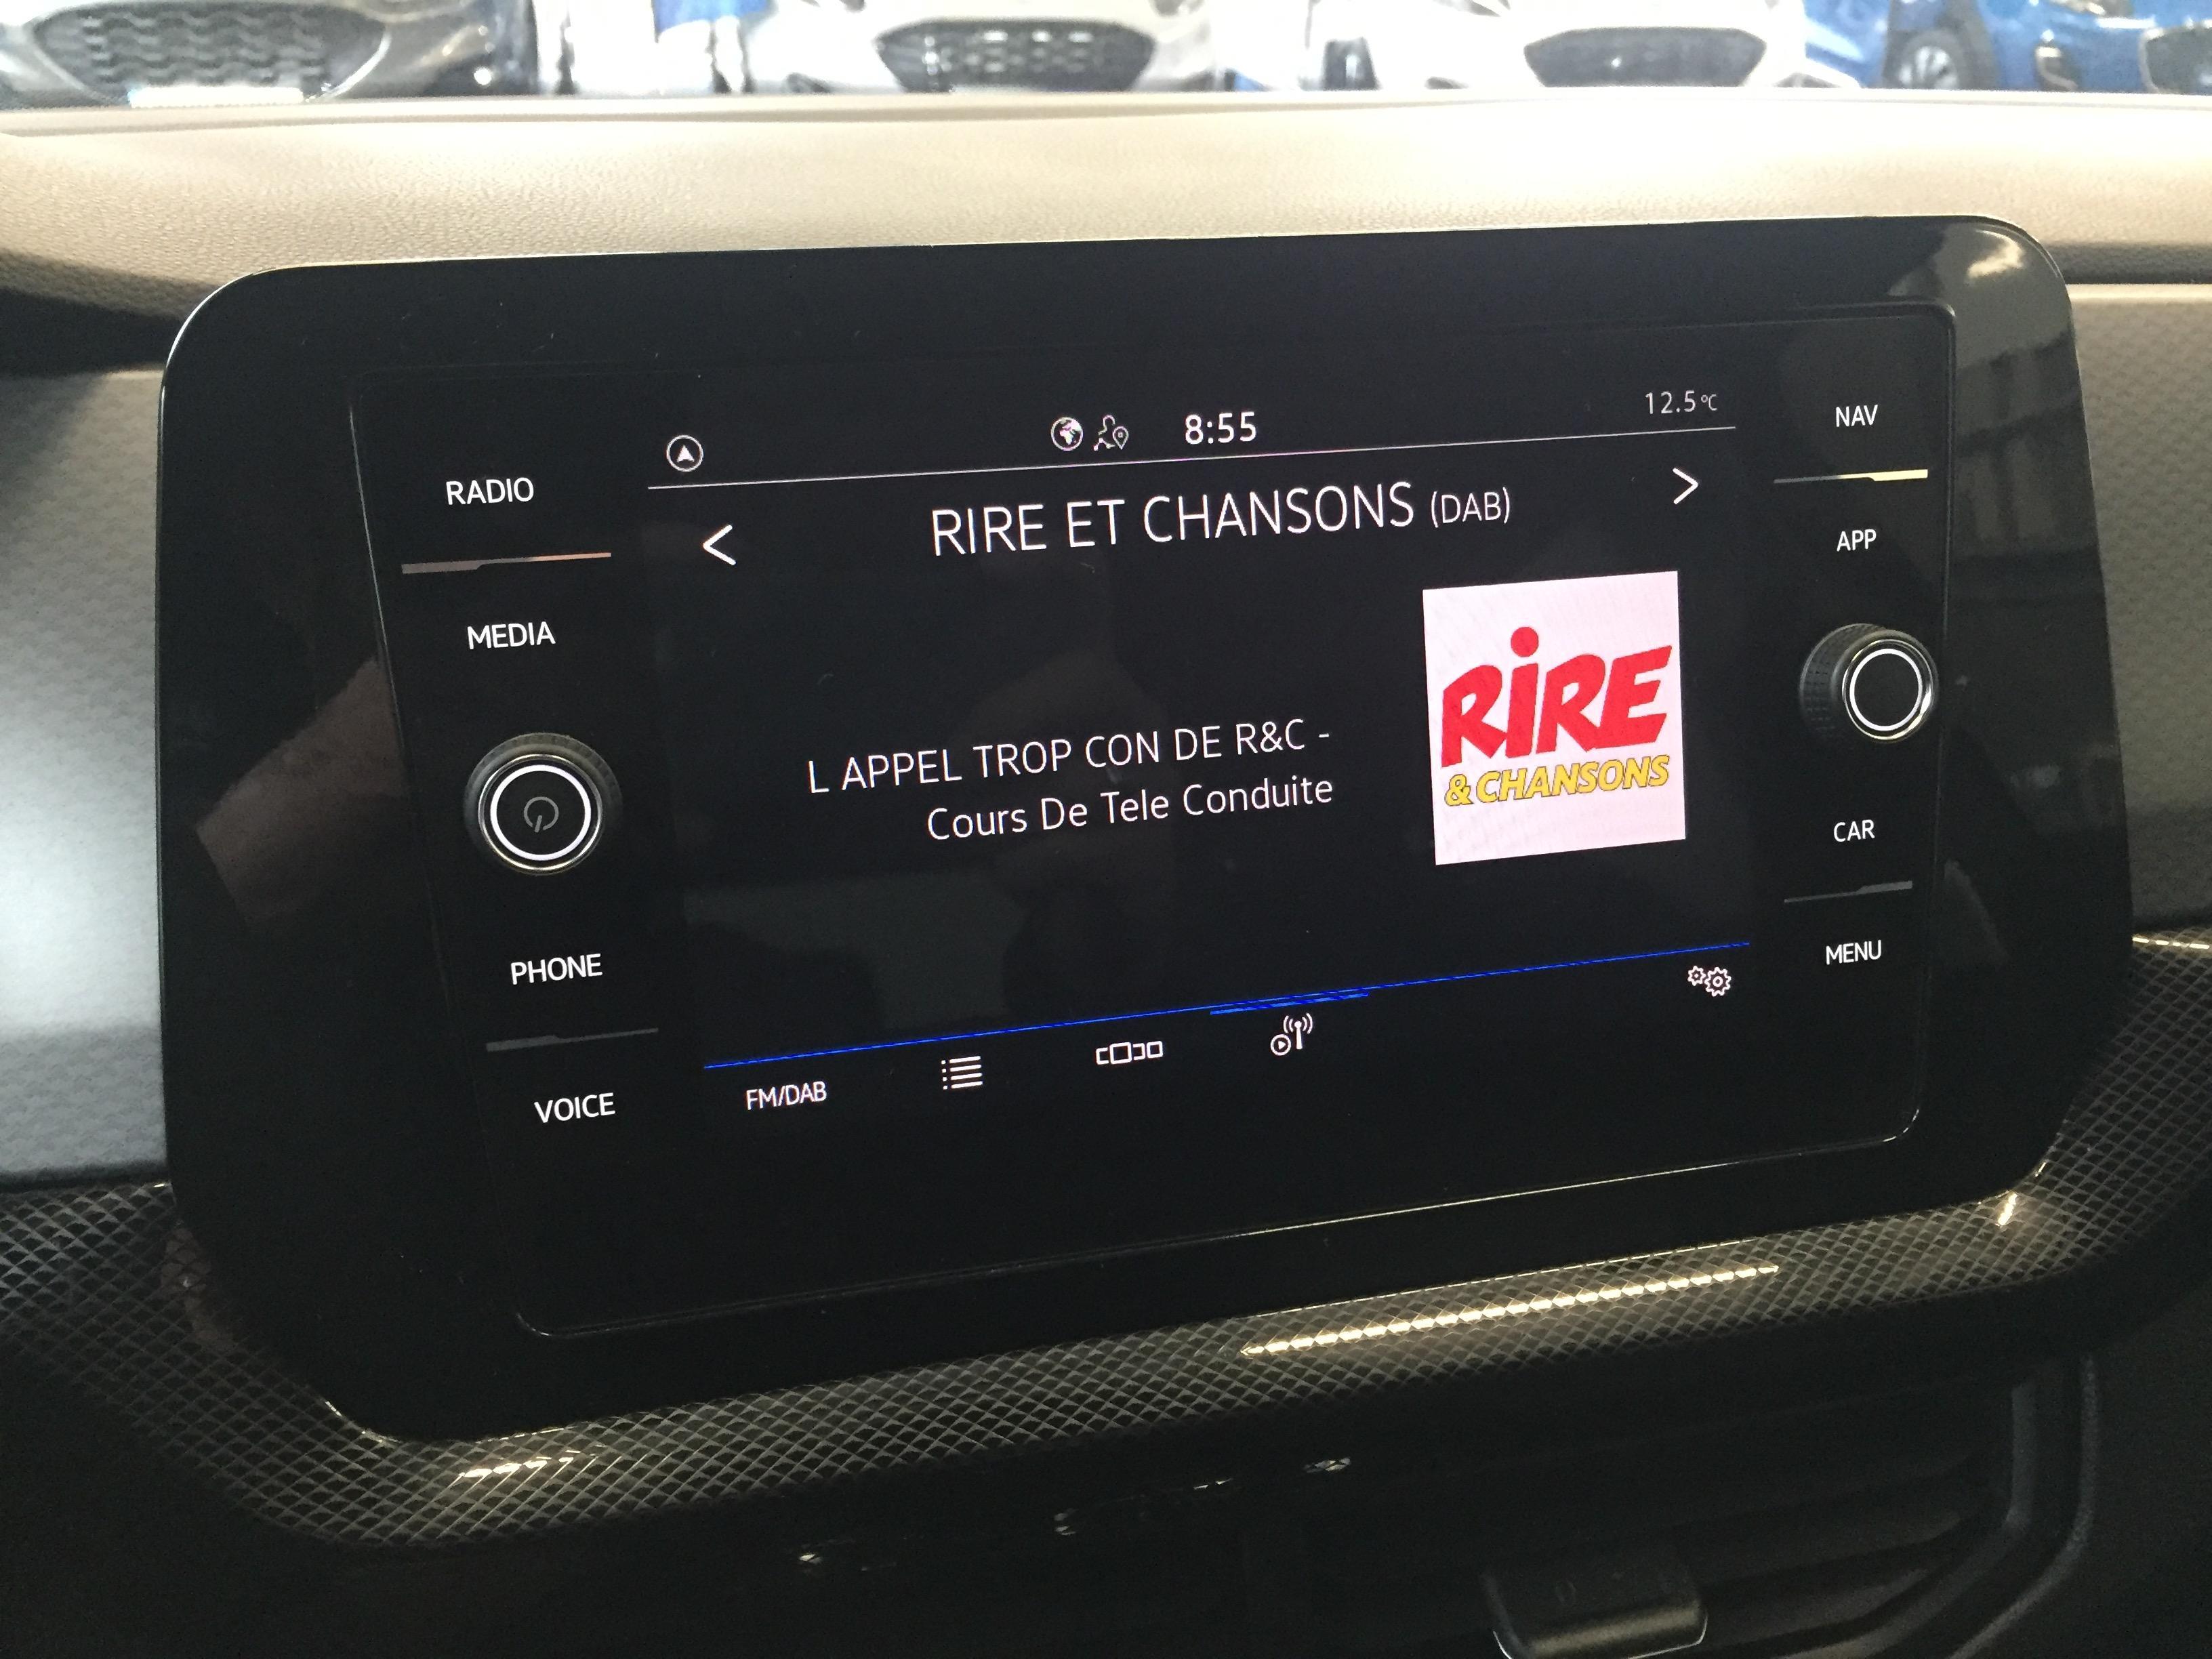 RADIO
MEDIA
PHONE
VOICE
8:55
12.5°C
RIRE ET CHANSONS (DAB)
L APPEL TROP CON DE R&C -
Cours De Tele Conduite
RiRE
& CHANSONS
FM/DAB
NAV
APP
CAR
MENU